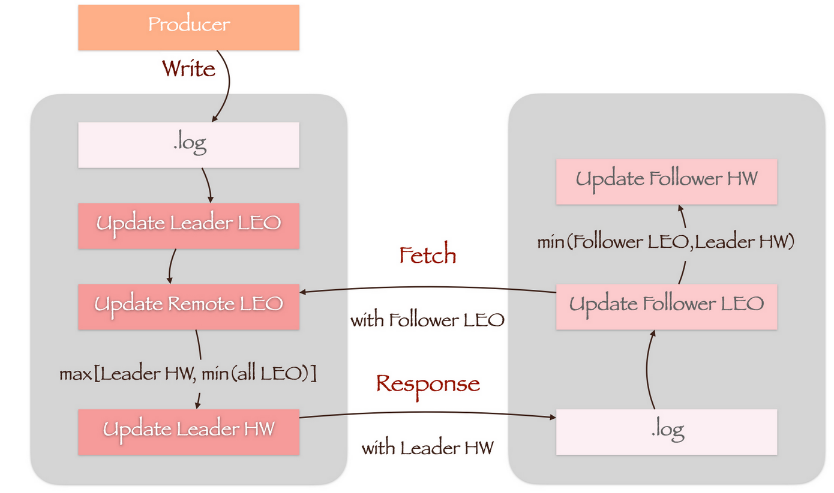 Producer
Write
.log
Update Leader LEO
Update Remote LEO
max[Leader HW, min(all LEO)]
Update Leader HW
Fetch
with Follower LEO
Response
with Leader HW
Update Follower HW
min(Follower LEO,Leader HW)
Update Follower LEO
.log